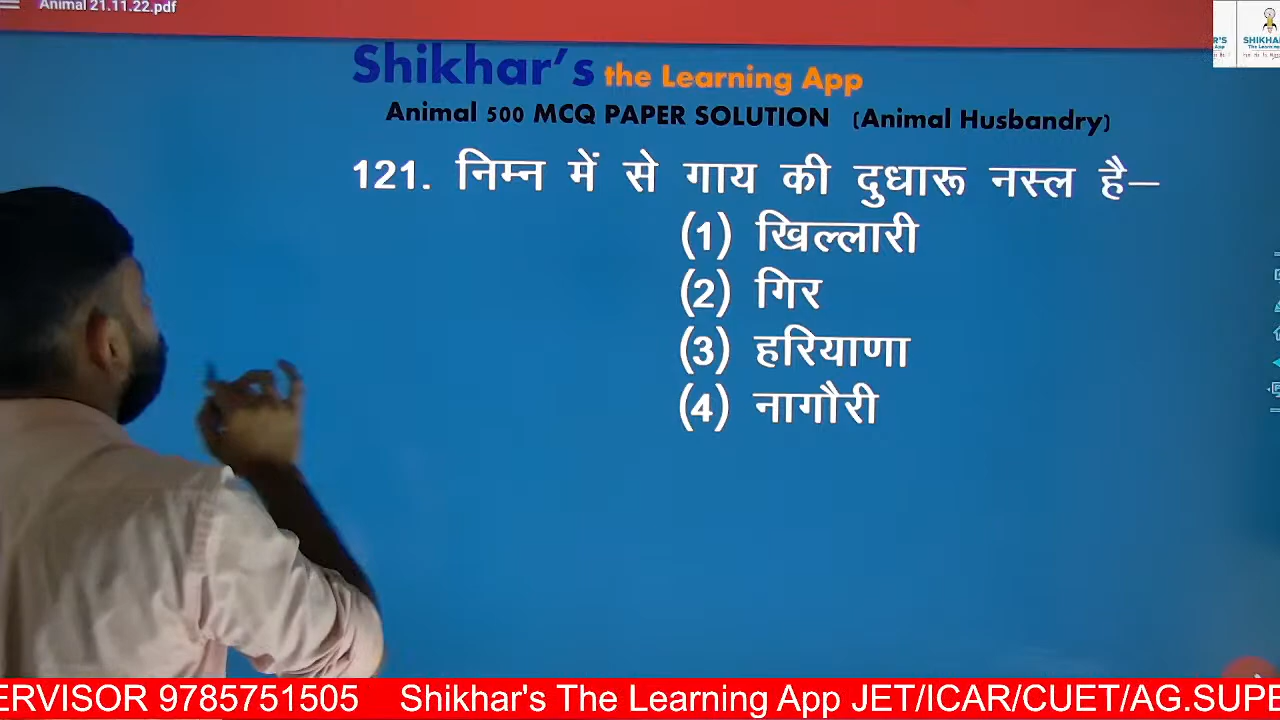 Animal 21.11.22.pdf
SHIKHAR
Shikhar's the Learning App
Animal 500 MCQ PAPER SOLUTION (Animal Husbandry)
121. निम्न में से गाय की दुधारू नस्ल है–
(1) खिल्लारी
(2) गिर
(3) हरियाणा
(4) नागौरी
ERVISOR 9785751505 Shikhar's The Learning App JET/ICAR/CUET/AG.SUPE